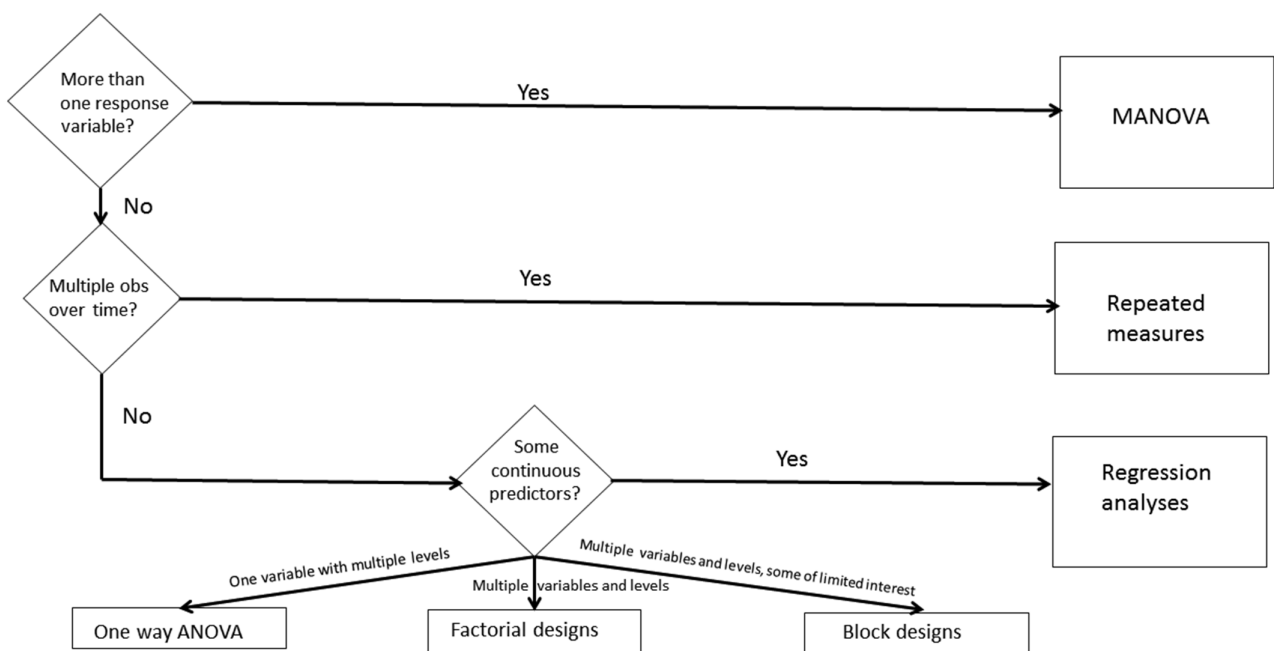 More than
one response
variable?
Yes
MANOVA
No
Multiple obs
over time?
Yes
Repeated
measures
No
Some
continuous
predictors?
Yes
Regression
analyses
One variable with multiple levels
Multiple variables and levels
Multiple variables and levels, some of limited interest
One way ANOVA
Factorial designs
Block designs